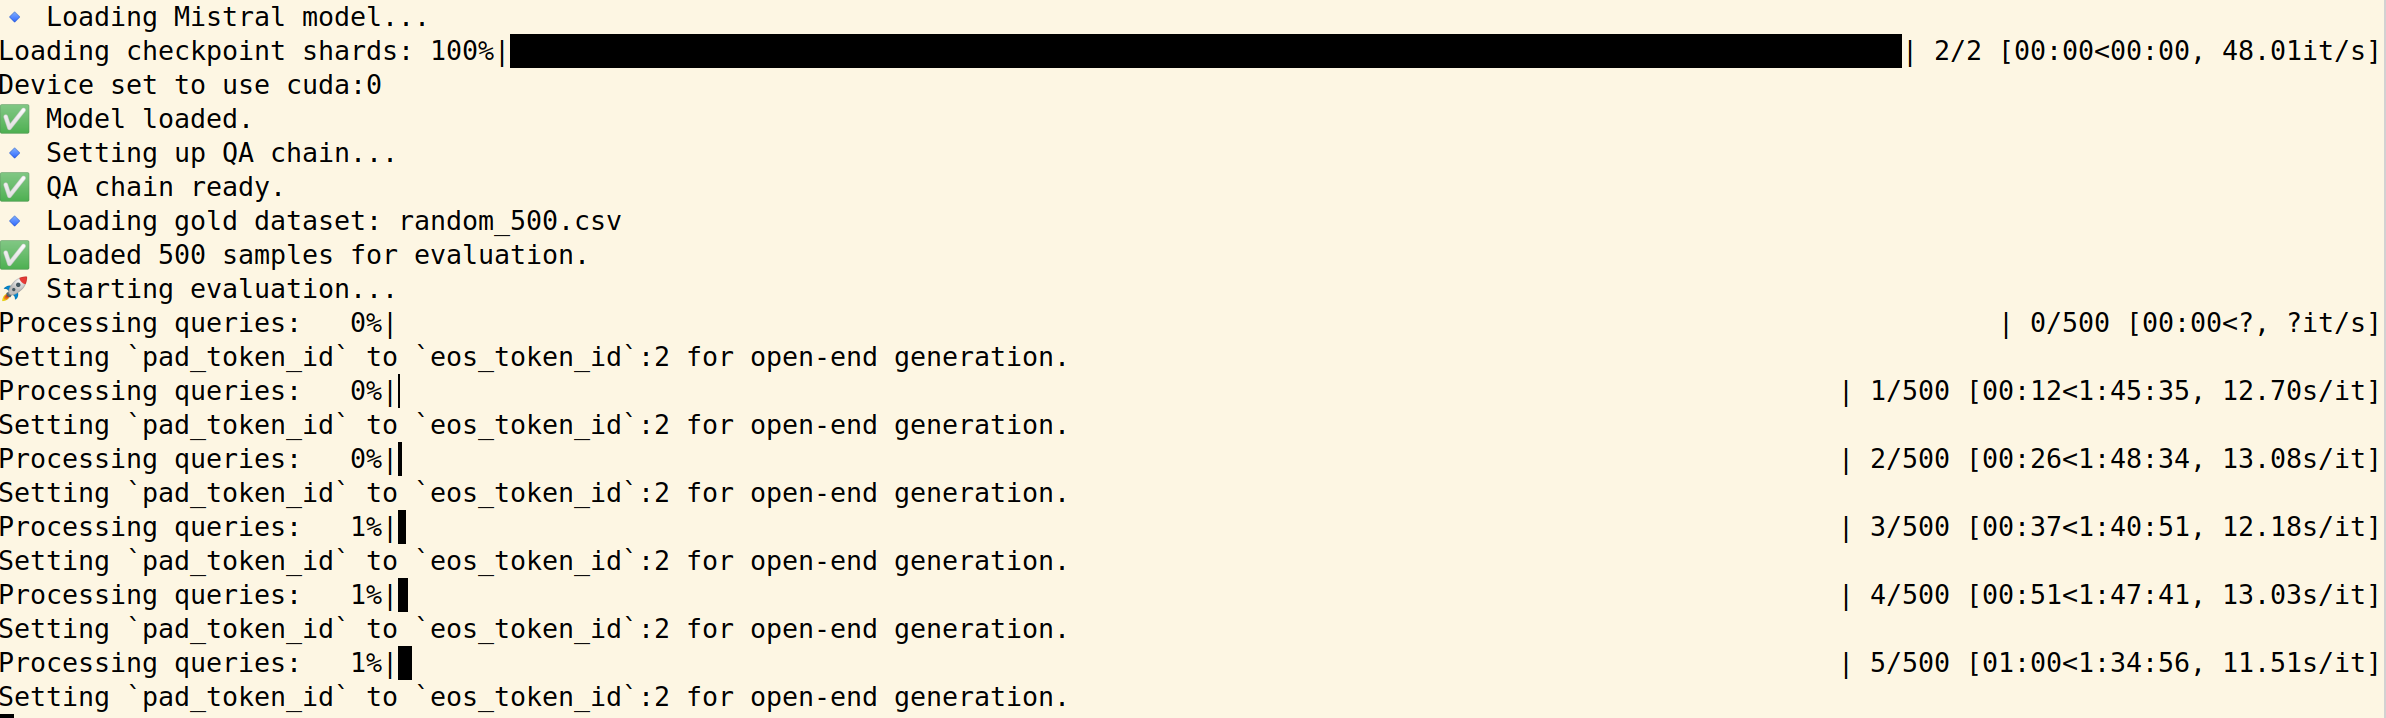 🔹 Loading Mistral model...
Loading checkpoint shards: 100%|██████████| 2/2 [00:00<00:00, 48.01it/s]
Device set to use cuda:0
✅ Model loaded.
🔹 Setting up QA chain...
✅ QA chain ready.
🔹 Loading gold dataset: random_500.csv
✅ Loaded 500 samples for evaluation.
🚀 Starting evaluation...
Processing queries:   0%| | 0/500 [00:00<?, ?it/s]
Setting `pad_token_id` to `eos_token_id`:2 for open-end generation.
Processing queries:   0%| | 1/500 [00:12<1:45:35, 12.70s/it]
Setting `pad_token_id` to `eos_token_id`:2 for open-end generation.
Processing queries:   0%| | 2/500 [00:26<1:48:34, 13.08s/it]
Setting `pad_token_id` to `eos_token_id`:2 for open-end generation.
Processing queries:   1%| | 3/500 [00:37<1:40:51, 12.18s/it]
Setting `pad_token_id` to `eos_token_id`:2 for open-end generation.
Processing queries:   1%| | 4/500 [00:51<1:47:41, 13.03s/it]
Setting `pad_token_id` to `eos_token_id`:2 for open-end generation.
Processing queries:   1%| | 5/500 [01:00<1:34:56, 11.51s/it]
Setting `pad_token_id` to `eos_token_id`:2 for open-end generation.